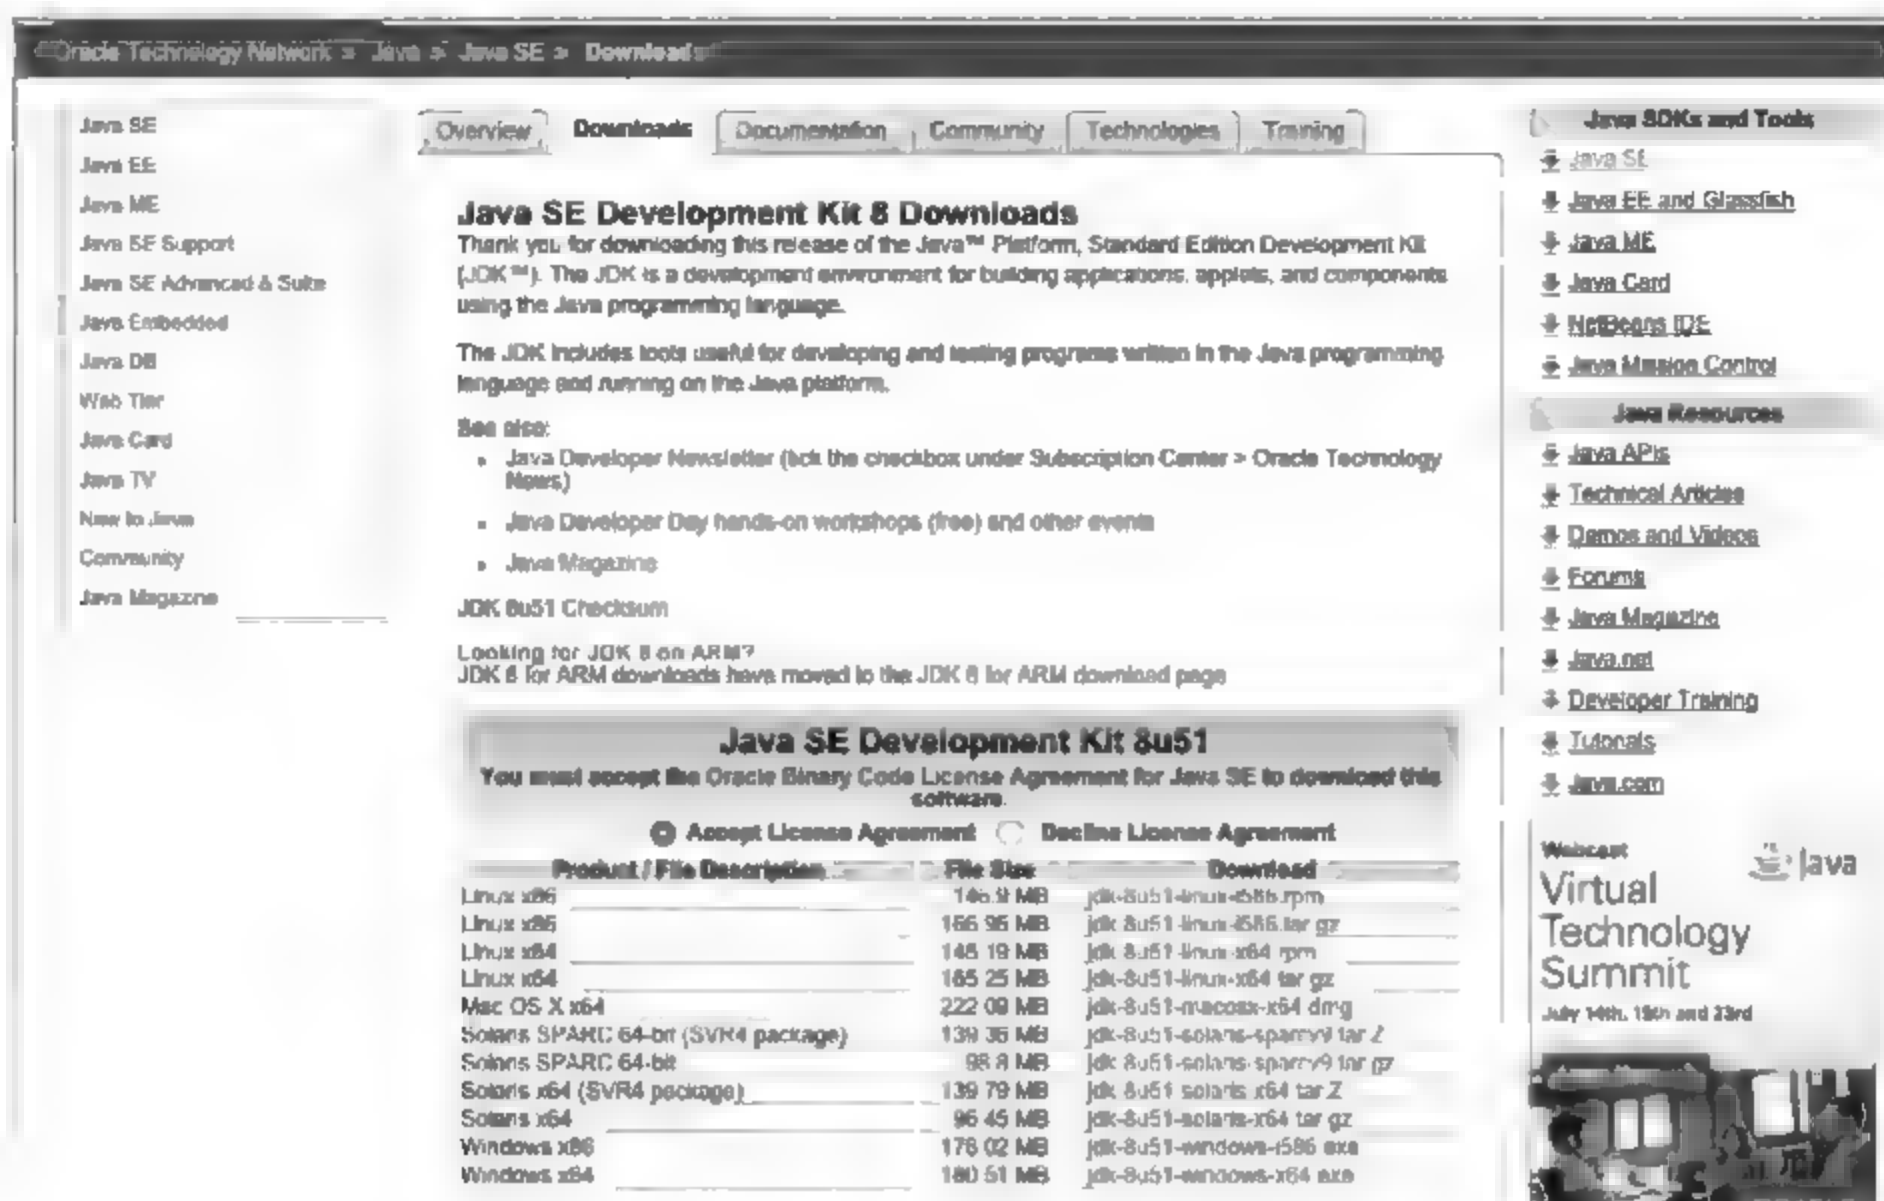 Oracle Technology Network > Java > Java SE > Downloads
Java SE
Java EE
Java ME
Java SE Support
Java SE Advanced & Suite
Java Embedded
Java DB
Web Tier
Java Card
Java TV
New to Java
Community
Java Magazine
Overview Downloads Documentation Community Technologies Training
Java SE Development Kit 8 Downloads
Thank you for downloading this release of the Java™ Platform, Standard Edition Development Kit
(JDK™). The JDK is a development environment for building applications, applets, and components
using the Java programming language.
The JDK includes tools useful for developing and testing programs written in the Java programming
language and running on the Java platform.
See also:
Java Developer Newsletter (tick the checkbox under Subscription Center > Oracle Technology
News)
Java Developer Day hands-on workshops (free) and other events
Java Magazine
JDK 8u51 Checksum
Looking for JDK 8 on ARM?
JDK 8 for ARM downloads have moved to the JDK 8 for ARM download page
Java SE Development Kit 8u51
You must accept the Oracle Binary Code License Agreement for Java SE to download this
software.
Accept License Agreement Decline License Agreement
Product / File Description File Size Download
Linux x86 MB jdk-8u51-linux-i586.rpm
Linux x86 MB jdk-8u51-linux-i586.tar.gz
Linux x64 MB jdk-8u51-linux-x64.rpm
Linux x64 MB jdk-8u51-linux-x64.tar.gz
Mac OS X x64 222.09 MB jdk-8u51-macosx-x64.dmg
Solaris SPARC 64-bit (SVR4 package) 139.36 MB jdk-8u51-solaris-sparcv9.tar.Z
Solaris SPARC 64-bit MB jdk-8u51-solaris-sparcv9.tar.gz
Solaris x64 (SVR4 package) 139.79 MB jdk-8u51-solaris-x64.tar.Z
Solaris x64 MB jdk-8u51-solaris-x64.tar.gz
Windows x86 MB jdk-8u51-windows-i586.exe
Windows x64 180.51 MB jdk-8u51-windows-x64.exe
Java SDKs and Tools
Java SE
Java EE and Glassfish
Java ME
Java Card
NetBeans IDE
Java Mission Control
Java Resources
Java APIs
Technical Articles
Demos and Videos
Forums
Java Magazine
Java.net
Developer Training
Tutorials
Java.com
Webcast
Java
Virtual
Technology
Summit
July 14th, 15th and 23rd